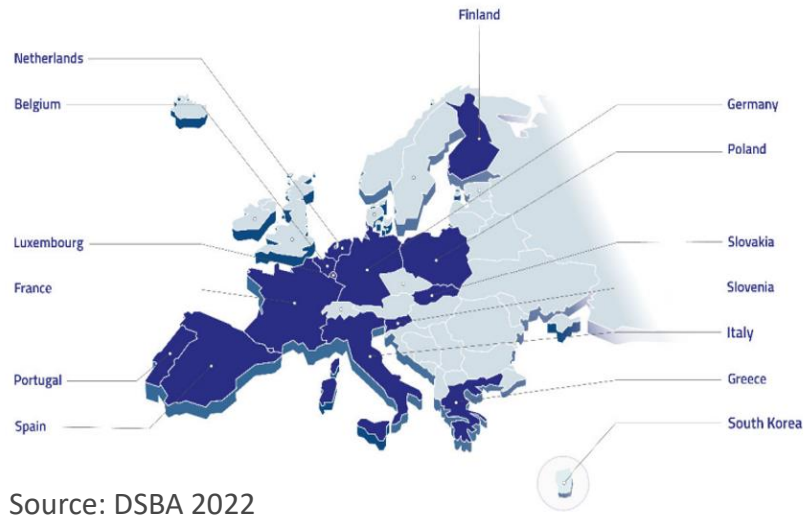 Finland
Netherlands
Belgium
Germany
Poland
Luxembourg
France
Slovakia
Slovenia
Italy
Portugal
Spain
Greece
South Korea
Source: DSBA 2022